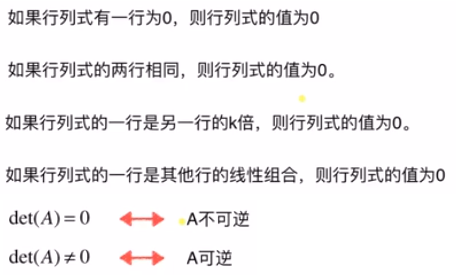 如果行列式有一行为0，则行列式的值为0
如果行列式的两行相同，则行列式的值为0。
如果行列式的一行是另一行的k倍，则行列式的值为0。
如果行列式的一行是其他行的线性组合，则行列式的值为0
det(A) = 0 ↔ A不可逆
det(A) ≠ 0 ↔ A可逆